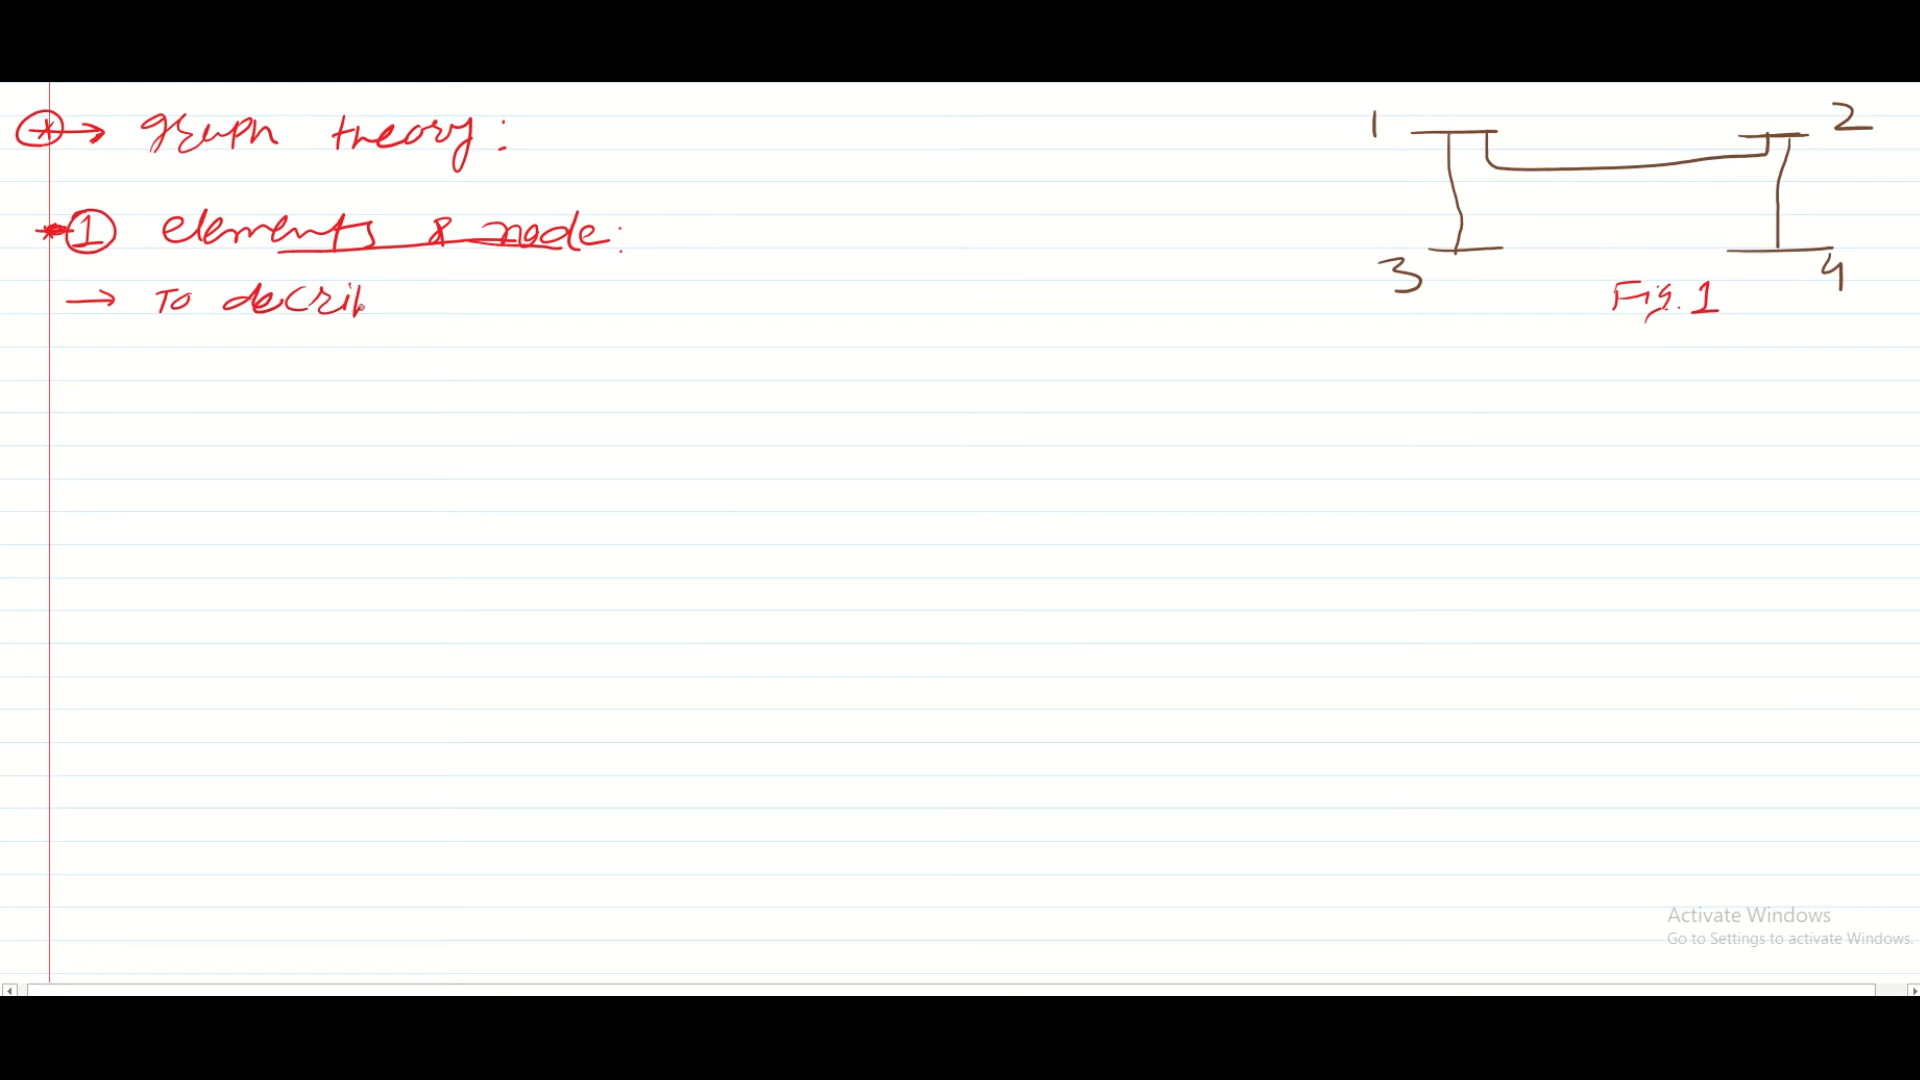 * → graph theory:
* ① elements & node:
→ To decrib
1
2
3
4
Fig. 1
Activate Windows
Go to Settings to activate Windows.